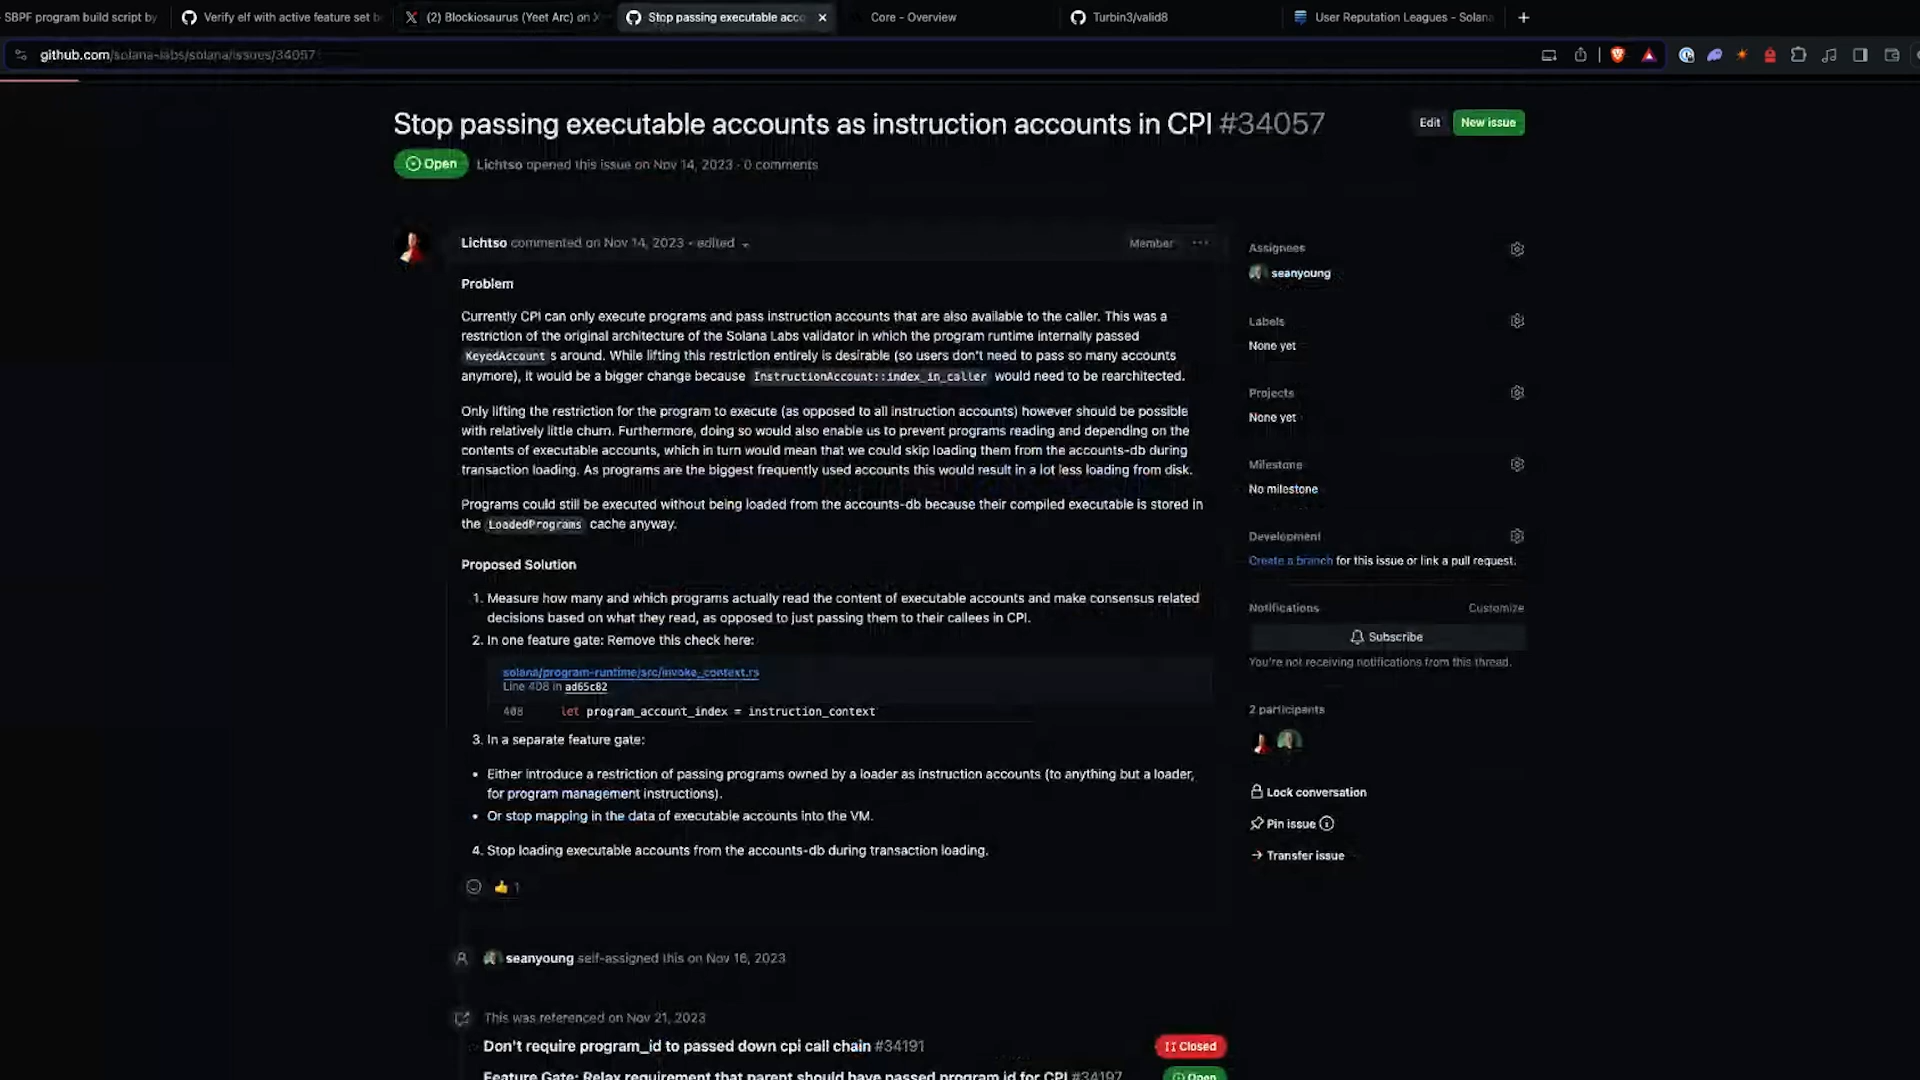 SBPF program build script by
Verify elf with active feature set b
(2) Blockiosaurus (Yeet Arc) on X
Stop passing executable acco
Core - Overview
Turbin3/valid8
User Reputation Leagues - Solana
github.com/solana-labs/solana/issues/34057
Stop passing executable accounts as instruction accounts in CPI #34057
Edit
New issue
Open
Lichtso opened this issue on Nov 14, 2023 · 0 comments
Lichtso commented on Nov 14, 2023 • edited
Member
Problem
Currently CPI can only execute programs and pass instruction accounts that are also available to the caller. This was a
restriction of the original architecture of the Solana Labs validator in which the program runtime internally passed
KeyedAccount s around. While lifting this restriction entirely is desirable (so users don't need to pass so many accounts
anymore), it would be a bigger change because InstructionAccount::index_in_caller would need to be rearchitected.
Only lifting the restriction for the program to execute (as opposed to all instruction accounts) however should be possible
with relatively little churn. Furthermore, doing so would also enable us to prevent programs reading and depending on the
contents of executable accounts, which in turn would mean that we could skip loading them from the accounts-db during
transaction loading. As programs are the biggest frequently used accounts this would result in a lot less loading from disk.
Programs could still be executed without being loaded from the accounts-db because their compiled executable is stored in
the LoadedPrograms cache anyway.
Proposed Solution
1. Measure how many and which programs actually read the content of executable accounts and make consensus related
decisions based on what they read, as opposed to just passing them to their callees in CPI.
2. In one feature gate: Remove this check here:
solana/program-runtime/src/invoke_context.rs
Line 408 in ad65c82
408 let program_account_index = instruction_context
3. In a separate feature gate:
• Either introduce a restriction of passing programs owned by a loader as instruction accounts (to anything but a loader,
for program management instructions).
• Or stop mapping in the data of executable accounts into the VM.
4. Stop loading executable accounts from the accounts-db during transaction loading.
👍 1
seanyoung self-assigned this on Nov 16, 2023
This was referenced on Nov 21, 2023
Don't require program_id to passed down cpi call chain #34191
Closed
Feature Gate: Relax requirement that parent should have passed program id for CPI #34197
Open
Assignees
seanyoung
Labels
None yet
Projects
None yet
Milestone
No milestone
Development
Create a branch for this issue or link a pull request.
Notifications
Customize
Subscribe
You're not receiving notifications from this thread.
2 participants
Lock conversation
Pin issue
Transfer issue